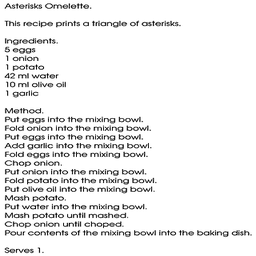 Asterisks Omelette.
This recipe prints a triangle of asterisks.
Ingredients.
5 eggs
1 onion
1 potato
42 ml water
10 ml olive oil
1 garlic
Method.
Put eggs into the mixing bowl.
Fold onion into the mixing bowl.
Put eggs into the mixing bowl.
Add garlic into the mixing bowl.
Fold eggs into the mixing bowl.
Chop onion.
Put onion into the mixing bowl.
Fold potato into the mixing bowl.
Put olive oil into the mixing bowl.
Mash potato.
Put water into the mixing bowl.
Mash potato until mashed.
Chop onion until choped.
Pour contents of the mixing bowl into the baking dish.
Serves 1.